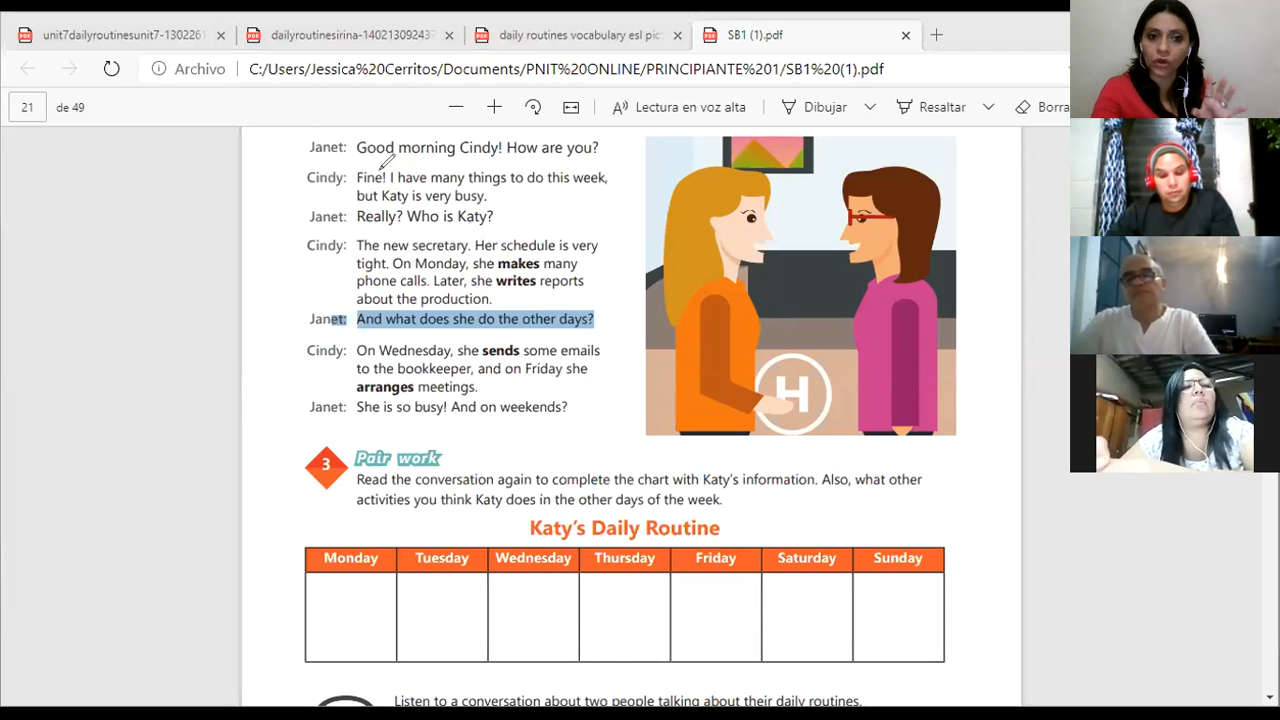 unit7dailyroutinesunit7-1302261
dailyroutinesirina-1402130924
daily routines vocabulary esl pic
SB1 (1).pdf
Archivo
C:/Users/Jessica%20Cerritos/Documents/PNIT%20ONLINE/PRINCIPIANTE%201/SB1%20(1).pdf
21 de 49
Lectura en voz alta
Dibujar
Resaltar
Borra
Janet: Good morning Cindy! How are you?
Cindy: Fine! I have many things to do this week,
but Katy is very busy.
Janet: Really? Who is Katy?
Cindy: The new secretary. Her schedule is very
tight. On Monday, she makes many
phone calls. Later, she writes reports
about the production.
Janet: And what does she do the other days?
Cindy: On Wednesday, she sends some emails
to the bookkeeper, and on Friday she
arranges meetings.
Janet: She is so busy! And on weekends?
H
3 Pair work
Read the conversation again to complete the chart with Katy's information. Also, what other
activities you think Katy does in the other days of the week.
Katy's Daily Routine
Monday Tuesday Wednesday Thursday Friday Saturday Sunday
Listen to a conversation about two people talking about their daily routines.